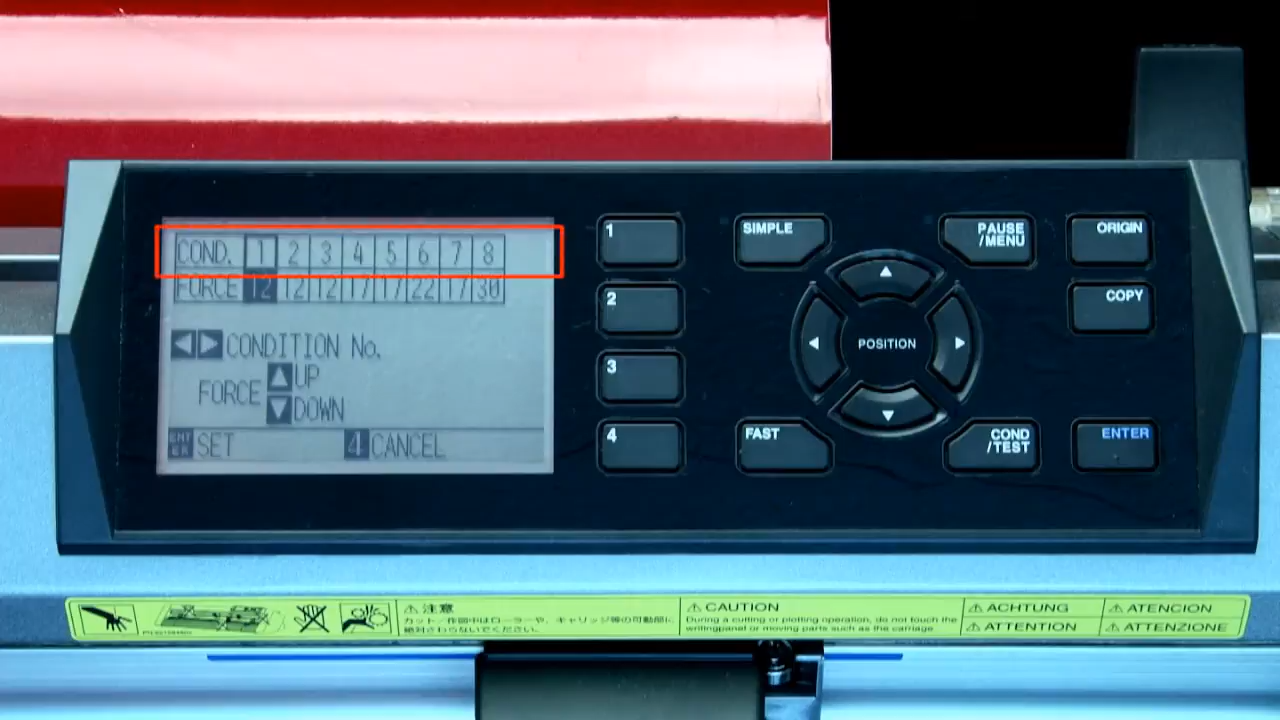 COND. 1 2 3 4 5 6 7 8
FORCE 12 12 12 17 17 22 17 30
◀▶CONDITION No.
▲UP
FORCE
▼DOWN
ENTER SET 4 CANCEL
1
2
3
4
SIMPLE
PAUSE
/MENU
ORIGIN
COPY
◀ POSITION ▶
FAST
COND
/TEST
ENTER
⚠注意
カット/作図中はローラーや、キャリッジ等の可動部に
絶対さわらないでください。
⚠CAUTION
During a cutting or plotting operation, do not touch the
writingpanel or moving parts such as the carriage
⚠ACHTUNG
⚠ATENCION
⚠ATTENTION
⚠ATTENZIONE